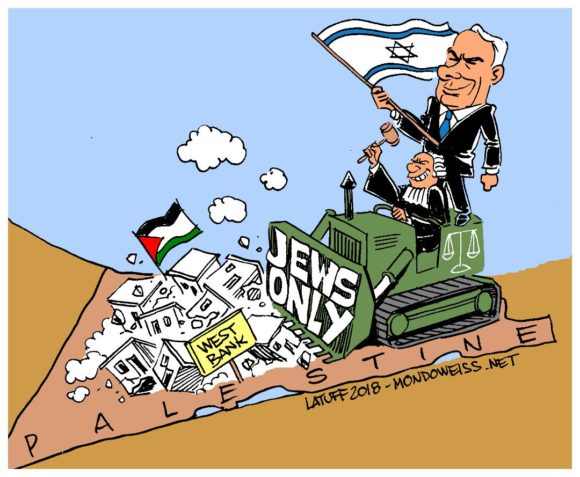 JEWS
ONLY
WEST
BANK
PALESTINE
LATUFF 2018 - MONDOWEISS.NET